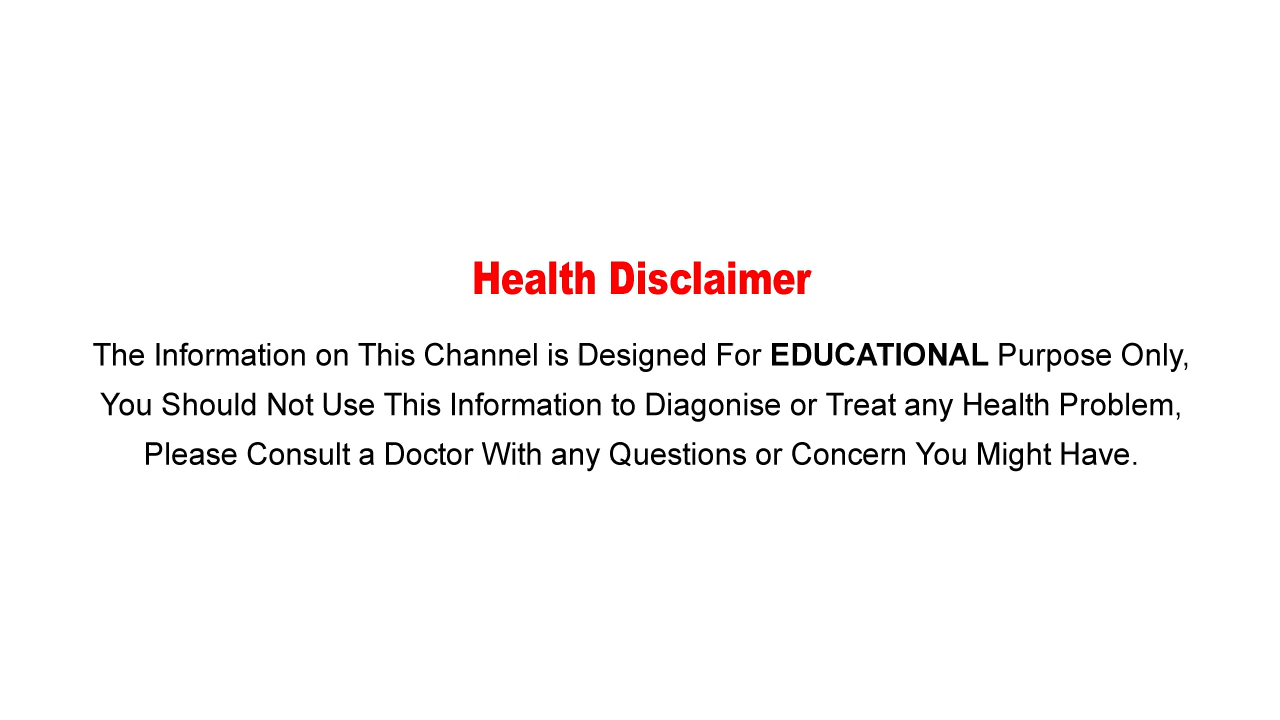 Health Disclaimer
The Information on This Channel is Designed For EDUCATIONAL Purpose Only,
You Should Not Use This Information to Diagonise or Treat any Health Problem,
Please Consult a Doctor With any Questions or Concern You Might Have.